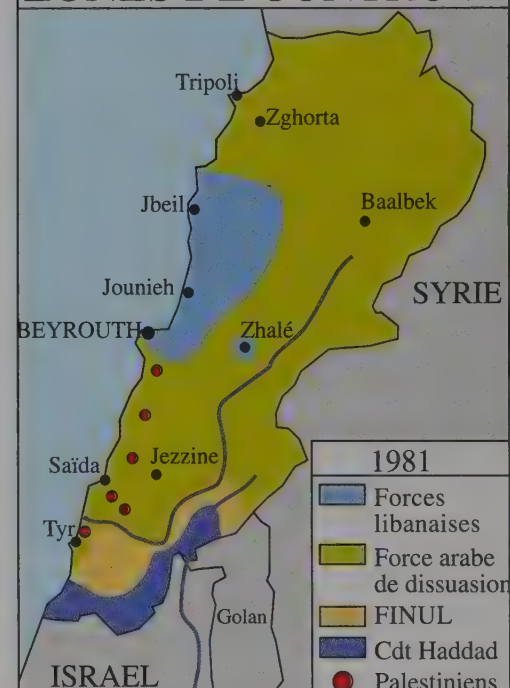 Tripoli
Zghorta
Jbeil
Baalbek
Jounieh
SYRIE
BEYROUTH
Zhalé
Saïda
Jezzine
Tyr
Golan
ISRAEL
1981
Forces
libanaises
Force arabe
de dissuasion
FINUL
Cdt Haddad
Palestiniens